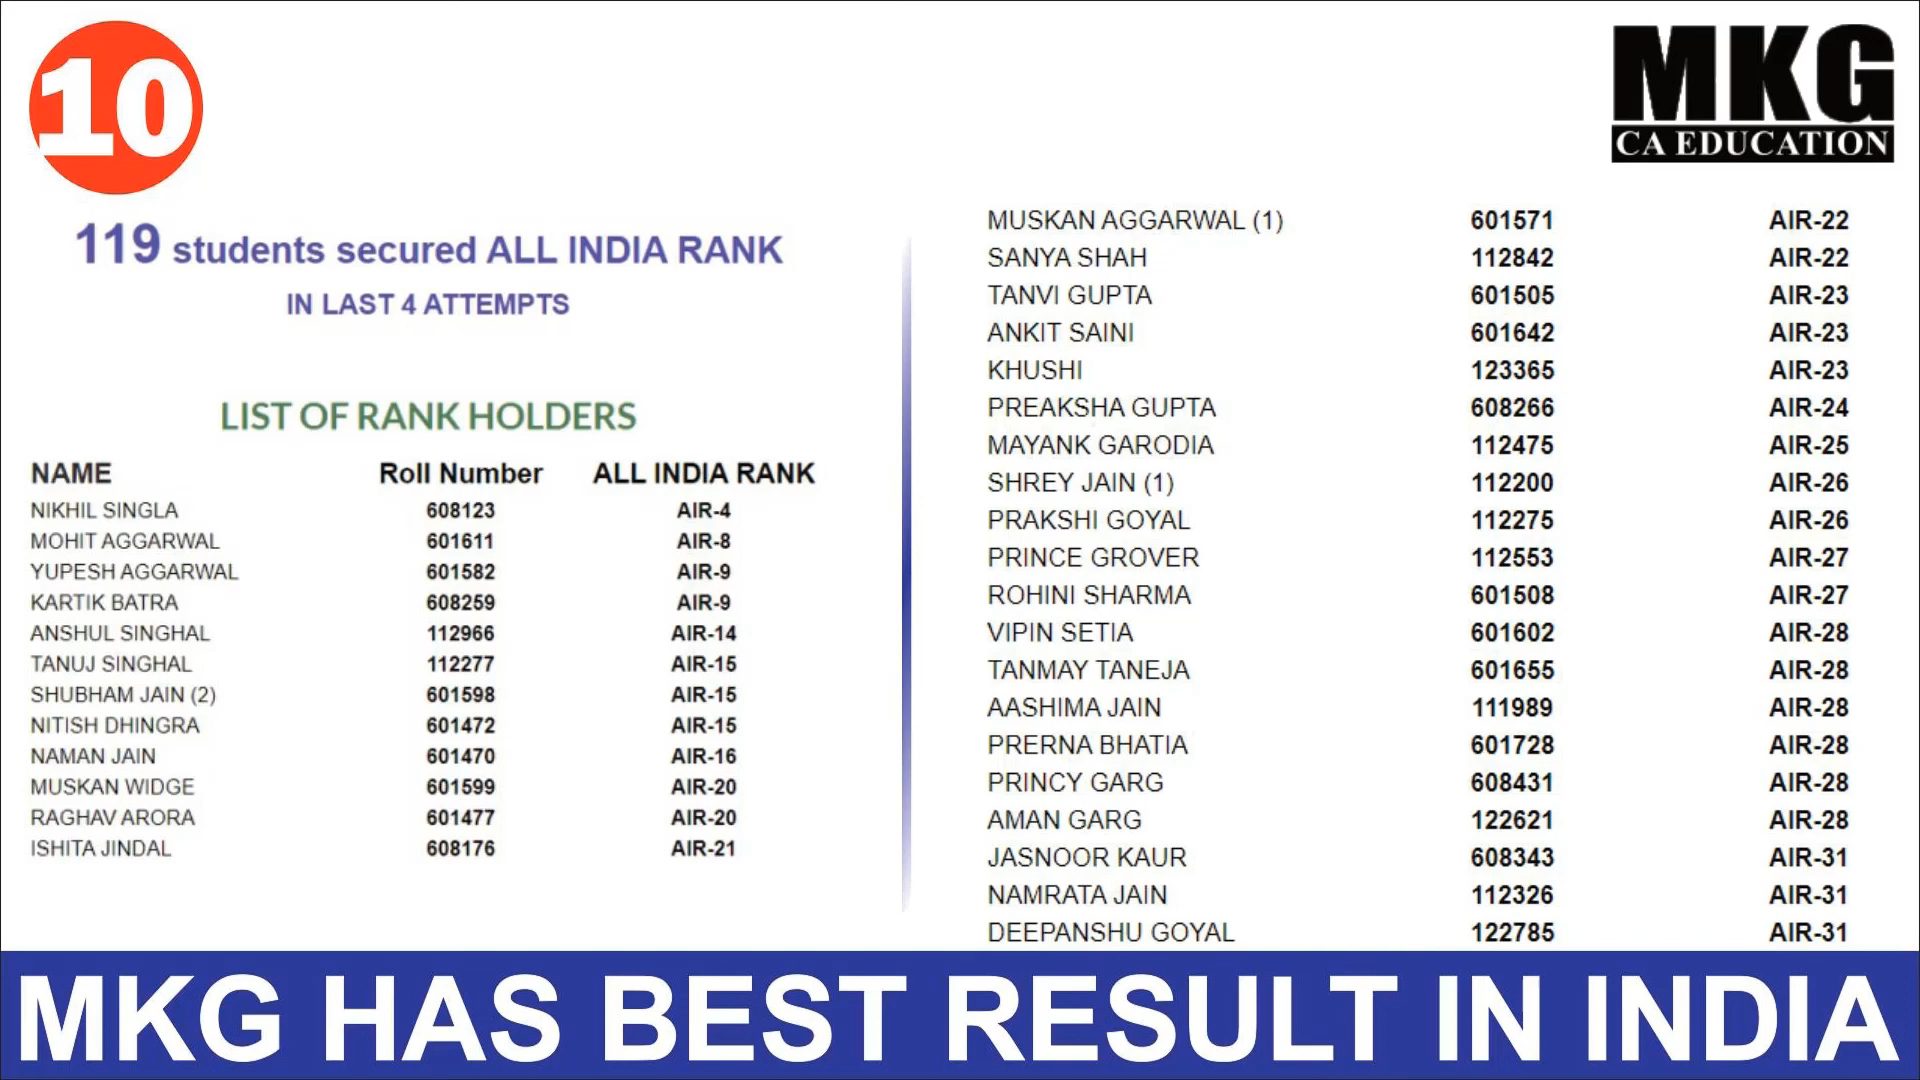 10
MKG
CA EDUCATION
119 students secured ALL INDIA RANK
IN LAST 4 ATTEMPTS
LIST OF RANK HOLDERS
NAME Roll Number ALL INDIA RANK
NIKHIL SINGLA 608123 AIR-4
MOHIT AGGARWAL 601611 AIR-8
YUPESH AGGARWAL 601582 AIR-9
KARTIK BATRA 608259 AIR-9
ANSHUL SINGHAL 112966 AIR-14
TANUJ SINGHAL 112277 AIR-15
SHUBHAM JAIN (2) 601598 AIR-15
NITISH DHINGRA 601472 AIR-15
NAMAN JAIN 601470 AIR-16
MUSKAN WIDGE 601599 AIR-20
RAGHAV ARORA 601477 AIR-20
ISHITA JINDAL 608176 AIR-21
MUSKAN AGGARWAL (1) 601571 AIR-22
SANYA SHAH 112842 AIR-22
TANVI GUPTA 601505 AIR-23
ANKIT SAINI 601642 AIR-23
KHUSHI 123365 AIR-23
PREAKSHA GUPTA 608266 AIR-24
MAYANK GARODIA 112475 AIR-25
SHREY JAIN (1) 112200 AIR-26
PRAKSHI GOYAL 112275 AIR-26
PRINCE GROVER 112553 AIR-27
ROHINI SHARMA 601508 AIR-27
VIPIN SETIA 601602 AIR-28
TANMAY TANEJA 601655 AIR-28
AASHIMA JAIN 111989 AIR-28
PRERNA BHATIA 601728 AIR-28
PRINCY GARG 608431 AIR-28
AMAN GARG 122621 AIR-28
JASNOOR KAUR 608343 AIR-31
NAMRATA JAIN 112326 AIR-31
DEEPANSHU GOYAL 122785 AIR-31
MKG HAS BEST RESULT IN INDIA